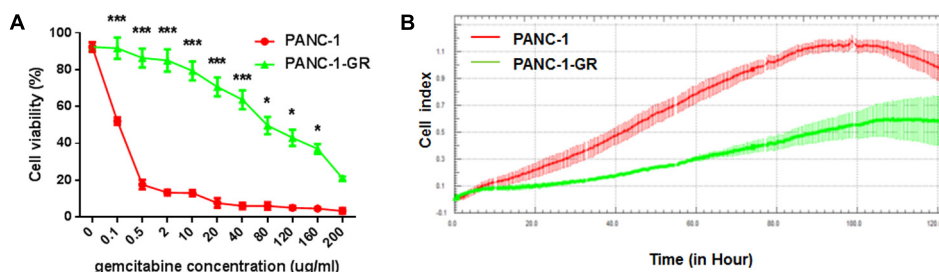 A
***
***
***
***
***
***
*
*
*
PANC-1
PANC-1-GR
100
80
60
40
20
0
Cell viability (%)
0 0.1 0.5 2 10 20 40 80 120 160 200
gemcitabine concentration (ug/ml)
B
PANC-1
PANC-1-GR
1.1
0.9
0.7
0.5
0.3
0.1
-0.1
Cell index
0.0 20.0 40.0 60.0 80.0 100.0 120.0
Time (in Hour)